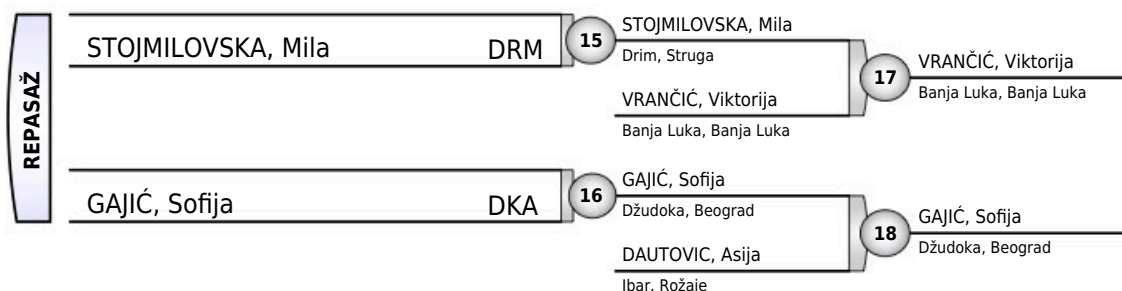 REPASAŽ
STOJMILOVSKA, Mila DRM
15
STOJMILOVSKA, Mila
Drim, Struga
VRANČIĆ, Viktorija
Banja Luka, Banja Luka
17
VRANČIĆ, Viktorija
Banja Luka, Banja Luka
GAJIĆ, Sofija DKA
16
GAJIĆ, Sofija
Džudoka, Beograd
DAUTOVIC, Asija
Ibar, Rožaje
18
GAJIĆ, Sofija
Džudoka, Beograd